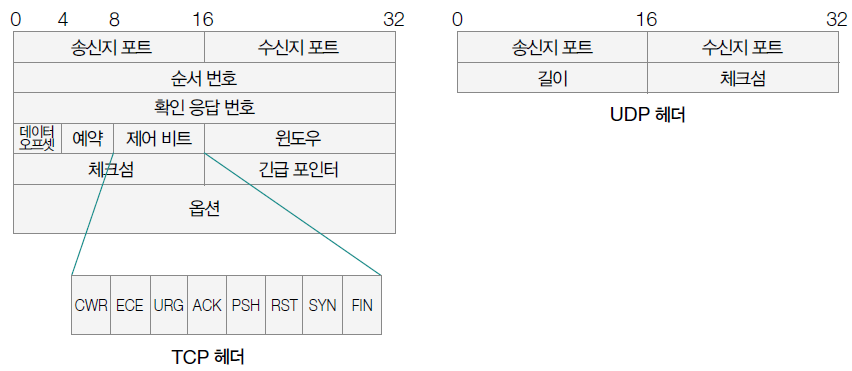 0 4 8 16 32
송신지 포트 수신지 포트
순서 번호
확인 응답 번호
데이터
오프셋 예약 제어 비트 윈도우
체크섬 긴급 포인터
옵션
CWR ECE URG ACK PSH RST SYN FIN
TCP 헤더
0 16 32
송신지 포트 수신지 포트
길이 체크섬
UDP 헤더